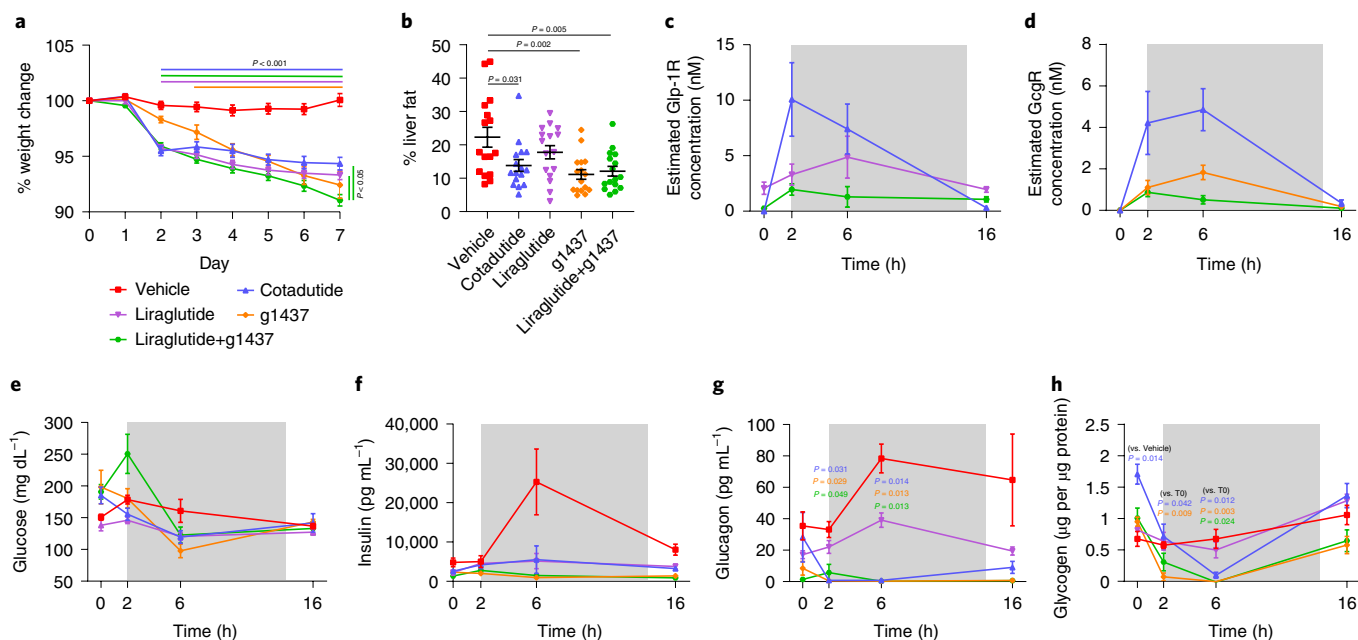 a
% weight change
105
100
95
90
0 1 2 3 4 5 6 7
Day
P < 0.001
P < 0.05
Vehicle
Cotadutide
Liraglutide
g1437
Liraglutide+g1437
b
% liver fat
50
40
30
20
10
0
P = 0.005
P = 0.002
P = 0.031
Vehicle
Cotadutide
Liraglutide
g1437
Liraglutide+g1437
c
Estimated Glp-1R
concentration (nM)
15
10
5
0
0 2 6 16
Time (h)
d
Estimated GcgR
concentration (nM)
8
6
4
2
0
0 2 6 16
Time (h)
e
Glucose (mg dL−1)
300
250
200
150
100
50
0 2 6 16
Time (h)
f
Insulin (pg mL−1)
40,000
30,000
20,000
10,000
0
0 2 6 16
Time (h)
g
Glucagon (pg mL−1)
100
80
60
40
20
0
P = 0.031
P = 0.029
P = 0.049
P = 0.014
P = 0.013
P = 0.013
0 2 6 16
Time (h)
h
Glycogen (µg per µg protein)
2.5
2
1.5
1
0.5
0
(vs. Vehicle)
P = 0.014
(vs. T0)
P = 0.042
P = 0.009
(vs. T0)
P = 0.012
P = 0.003
P = 0.024
0 2 6 16
Time (h)